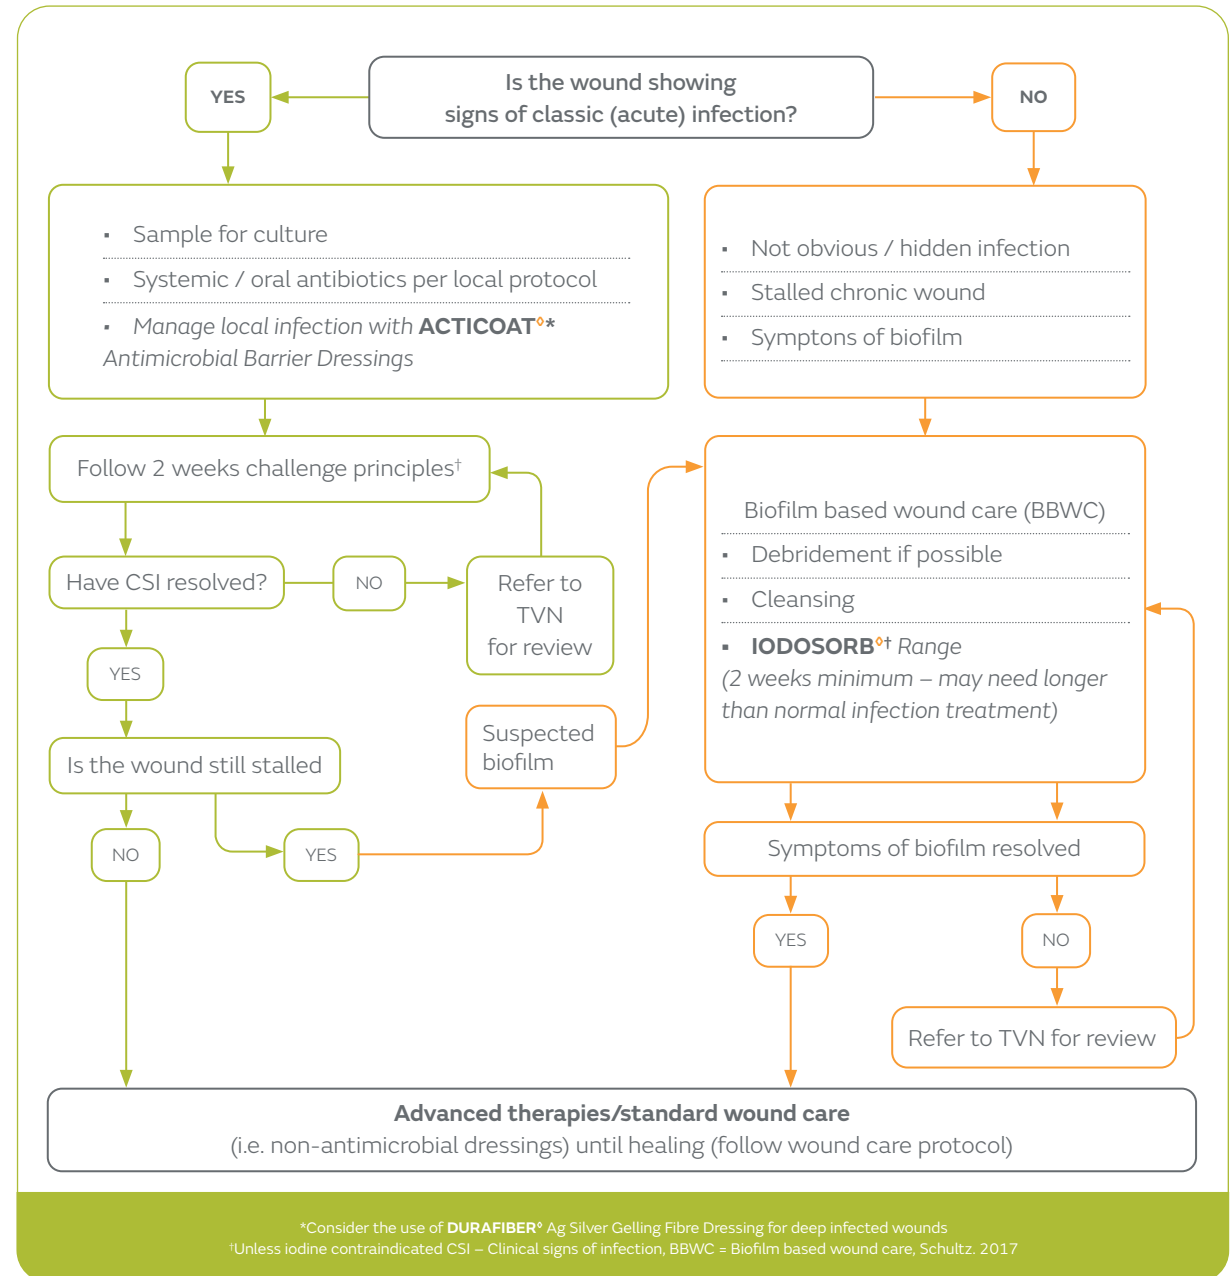 Is the wound showing
signs of classic (acute) infection?
YES
NO
▪ Sample for culture
▪ Systemic / oral antibiotics per local protocol
▪ Manage local infection with ACTICOAT◊*
Antimicrobial Barrier Dressings
▪ Not obvious / hidden infection
▪ Stalled chronic wound
▪ Symptons of biofilm
Follow 2 weeks challenge principles†
Have CSI resolved?
NO
Refer to
TVN
for review
YES
Is the wound still stalled
NO
YES
Suspected
biofilm
Biofilm based wound care (BBWC)
▪ Debridement if possible
▪ Cleansing
▪ IODOSORB◊† Range
(2 weeks minimum – may need longer
than normal infection treatment)
Symptoms of biofilm resolved
YES
NO
Refer to TVN for review
Advanced therapies/standard wound care
(i.e. non-antimicrobial dressings) until healing (follow wound care protocol)
*Consider the use of DURAFIBER◊ Ag Silver Gelling Fibre Dressing for deep infected wounds
†Unless iodine contraindicated CSI – Clinical signs of infection, BBWC = Biofilm based wound care, Schultz. 2017